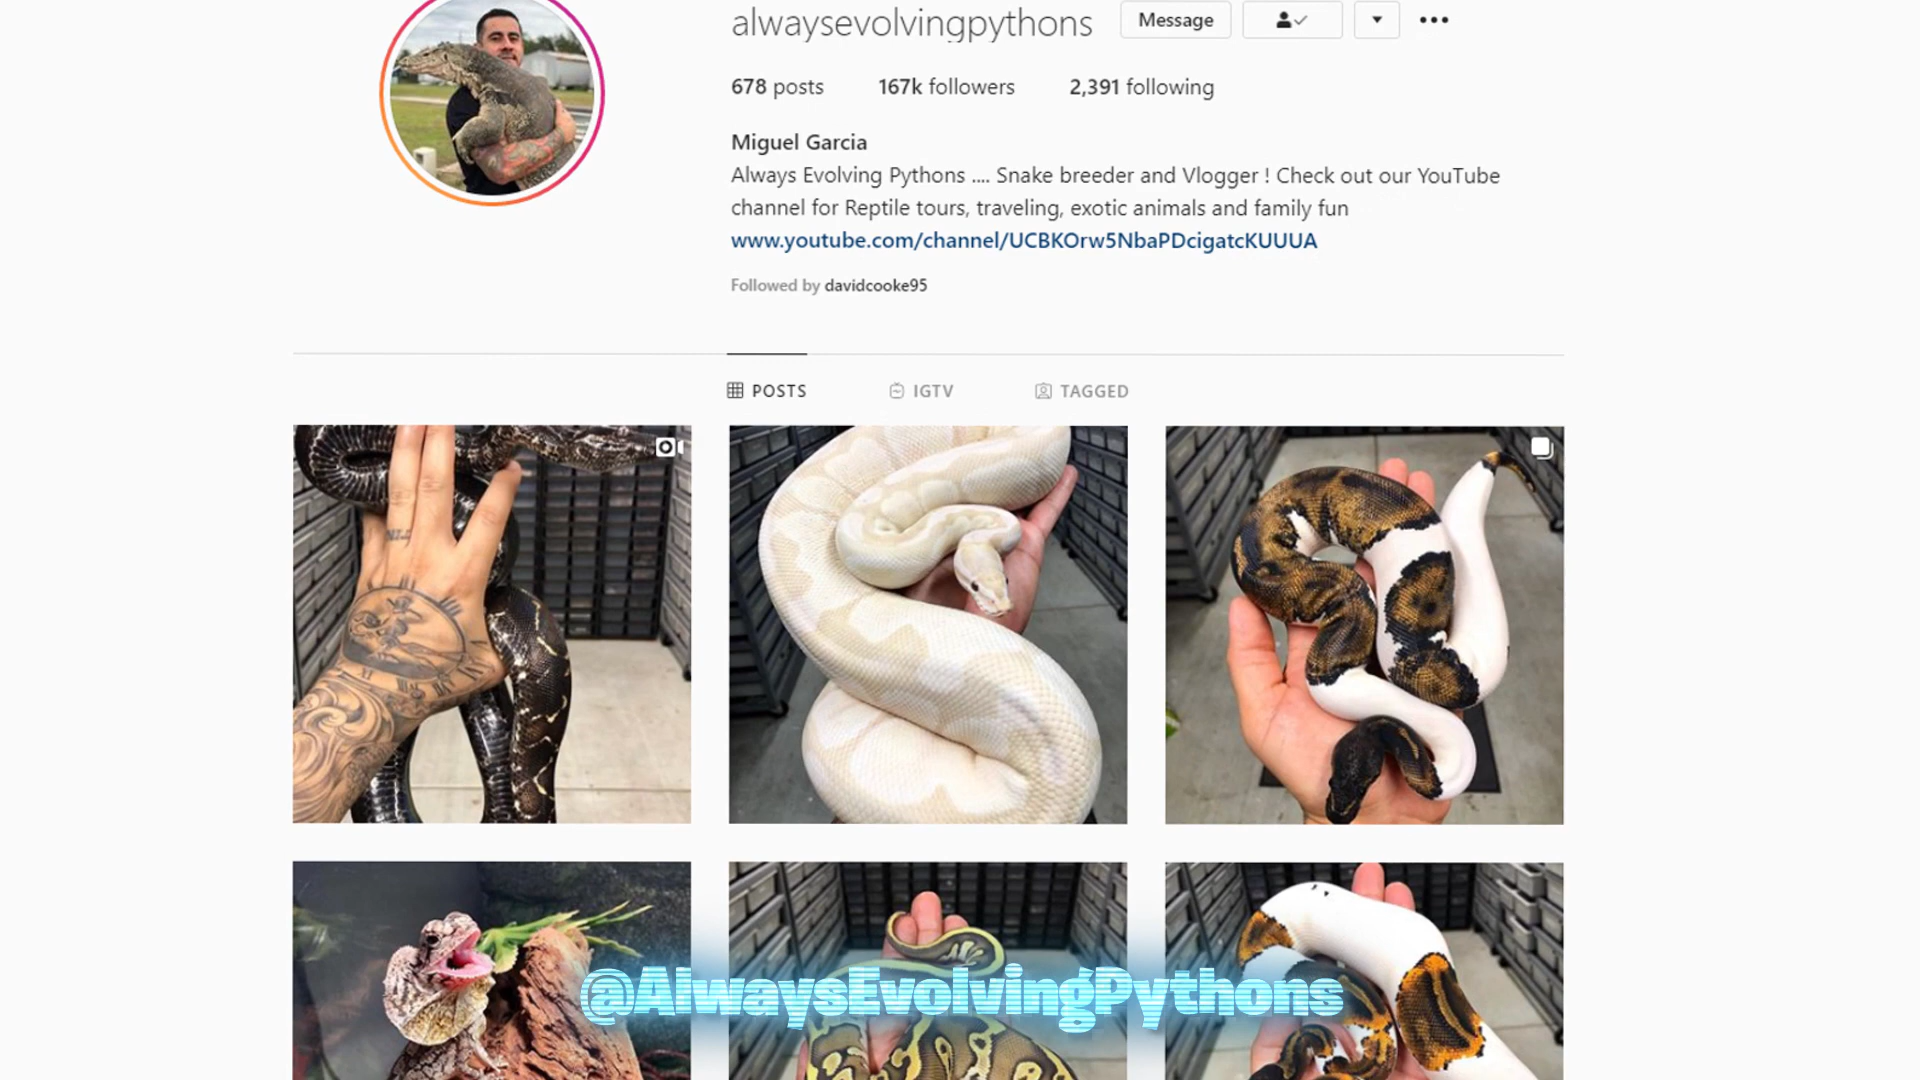 alwaysevolvingpythons
Message
678 posts 167k followers 2,391 following
Miguel Garcia
Always Evolving Pythons .... Snake breeder and Vlogger ! Check out our YouTube
channel for Reptile tours, traveling, exotic animals and family fun
www.youtube.com/channel/UCBKOrw5NbaPDcigatcKUUUA
Followed by davidcooke95
POSTS IGTV TAGGED
@AlwaysEvolvingPythons